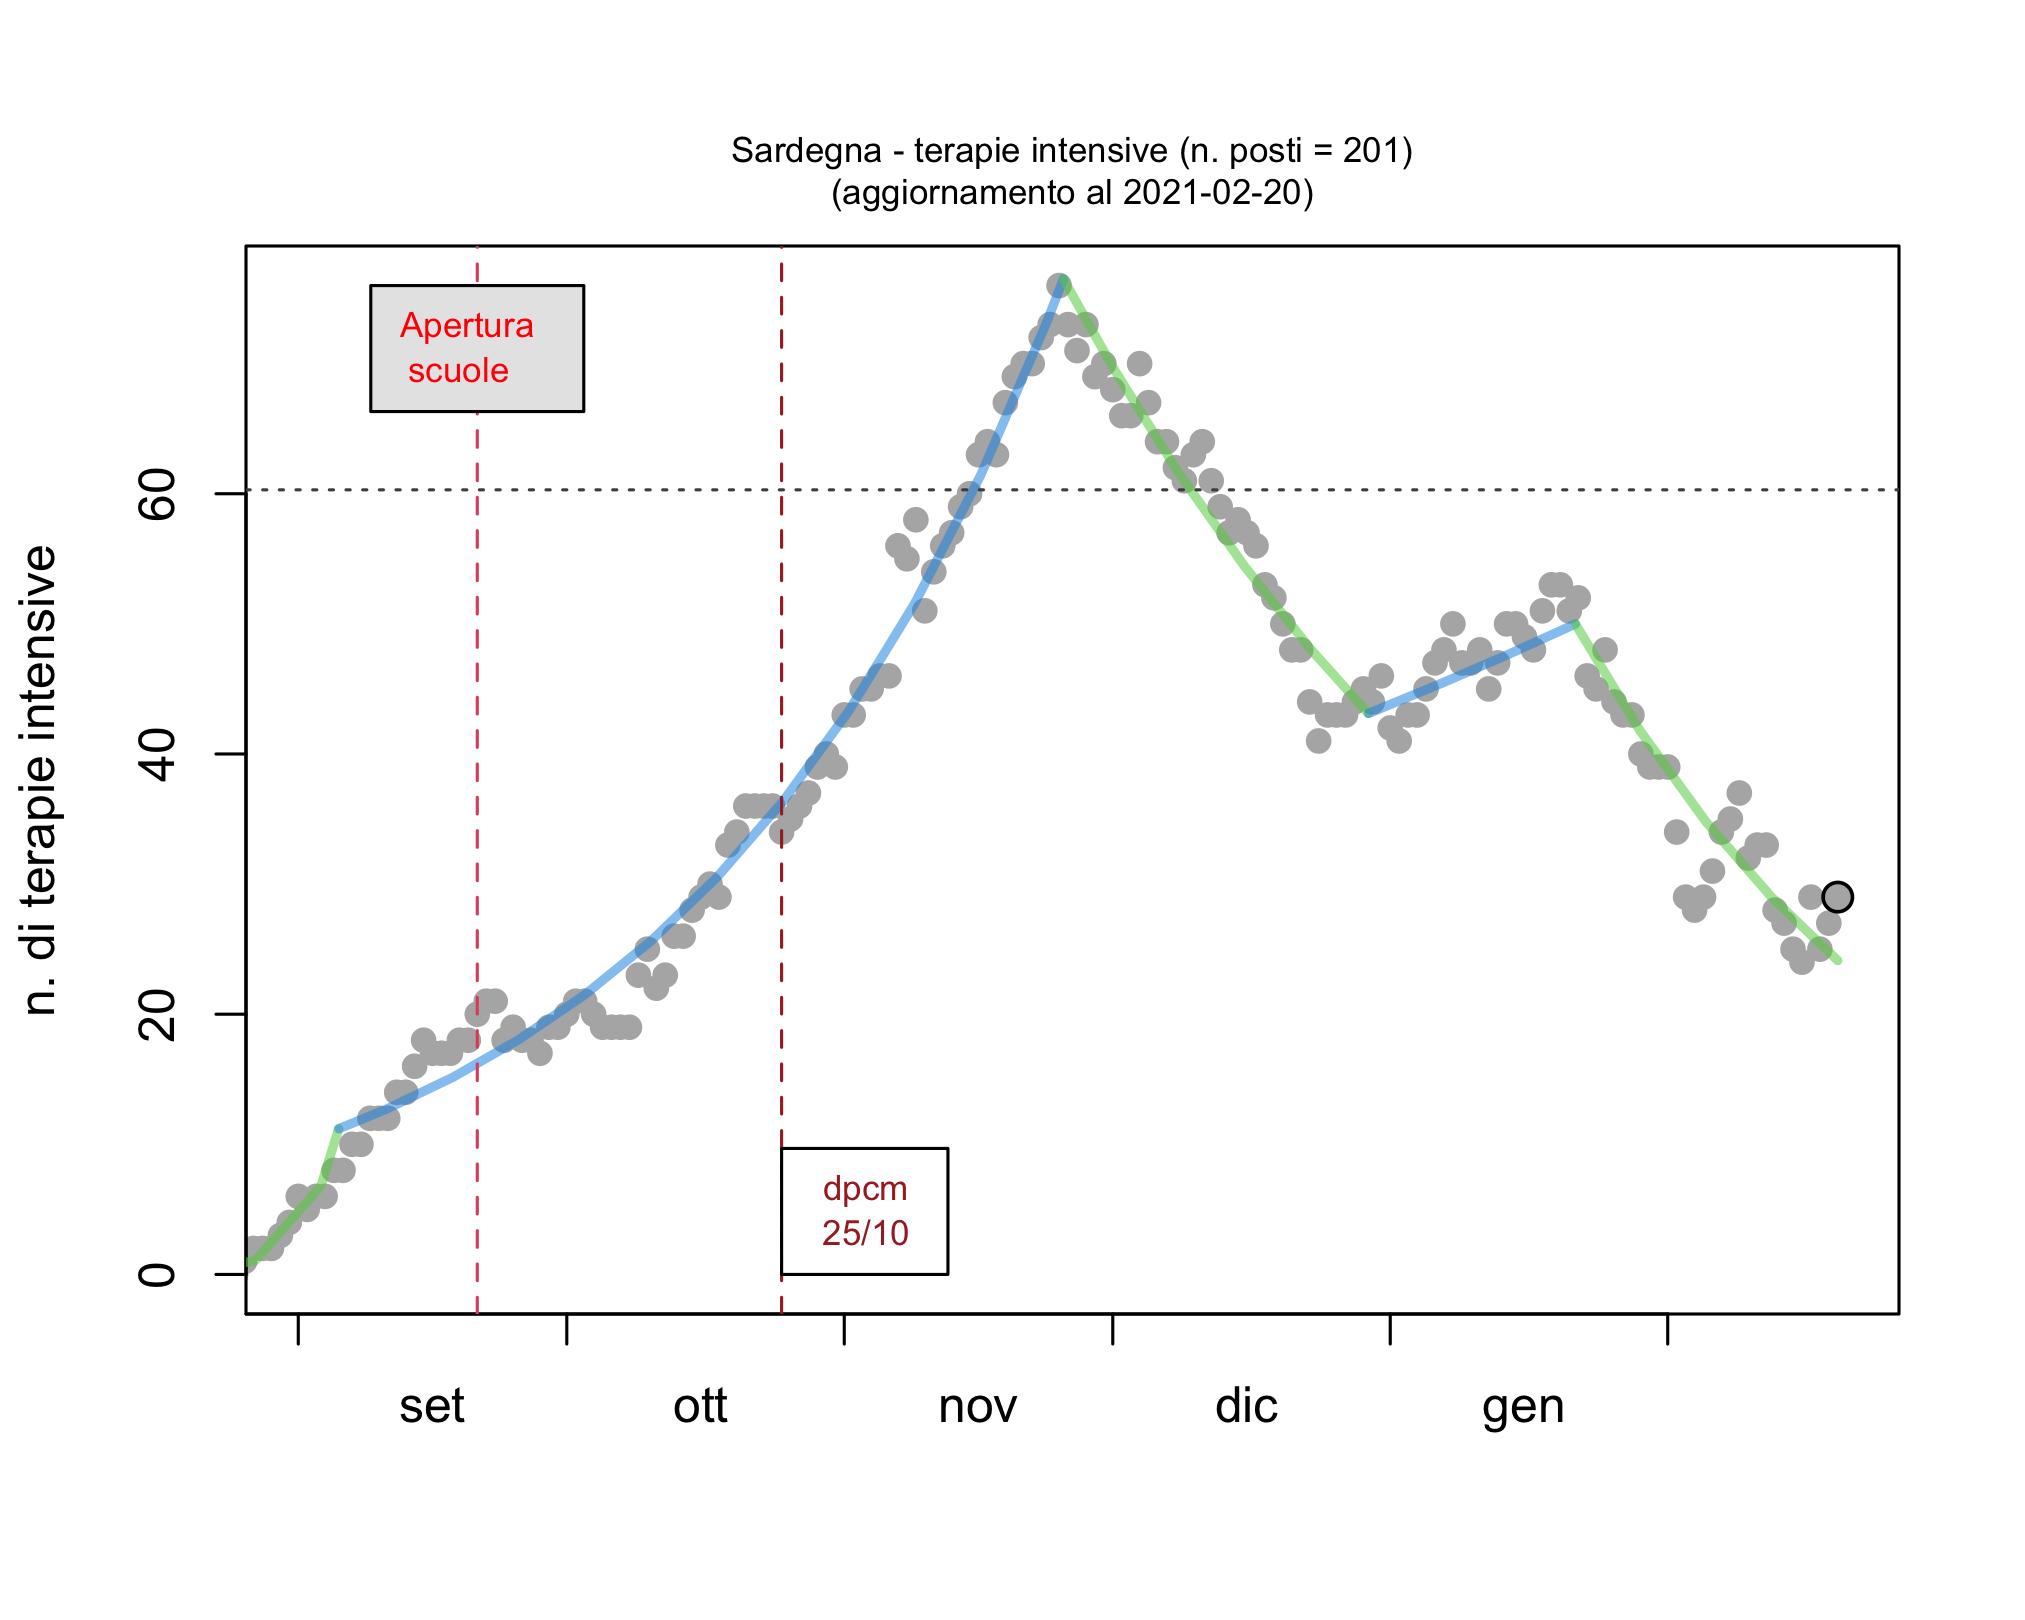 Sardegna - terapie intensive (n. posti = 201)
(aggiornamento al 2021-02-20)
Apertura
scuole
n. di terapie intensive
60
40
20
0
dpcm
25/10
set
ott
nov
dic
gen